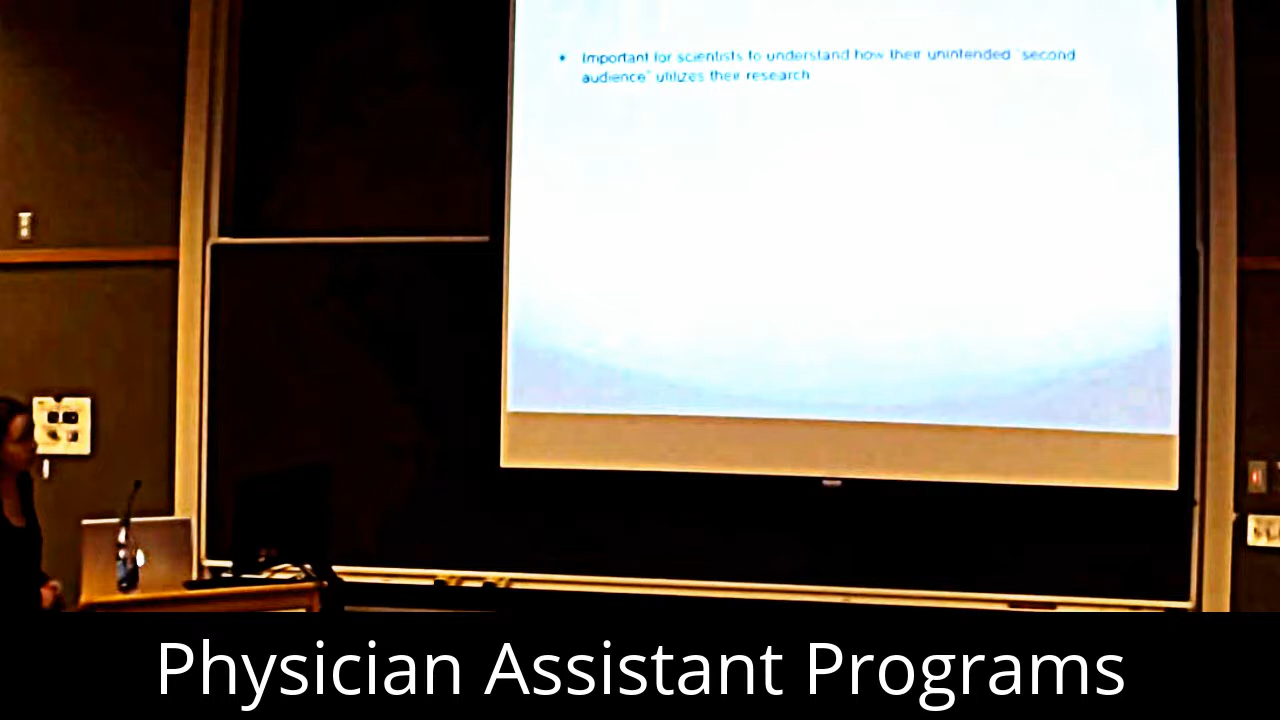 • Important for scientists to understand how their unintended "second
audience" utilizes their research
Physician Assistant Programs